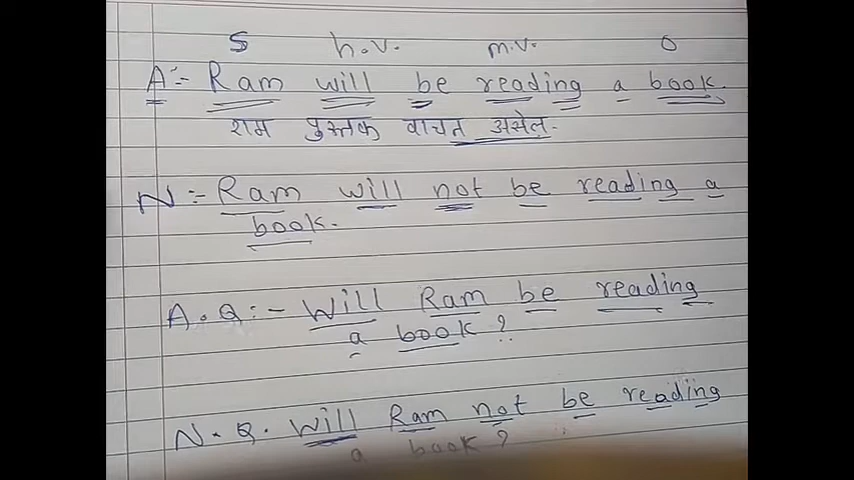 S h.v. m.v. O
A:- Ram will be reading a book.
राम पुस्तक वाचत असेल.
N:- Ram will not be reading a
book.
A.Q:- Will Ram be reading
a book?
N.Q. Will Ram not be reading
a book?